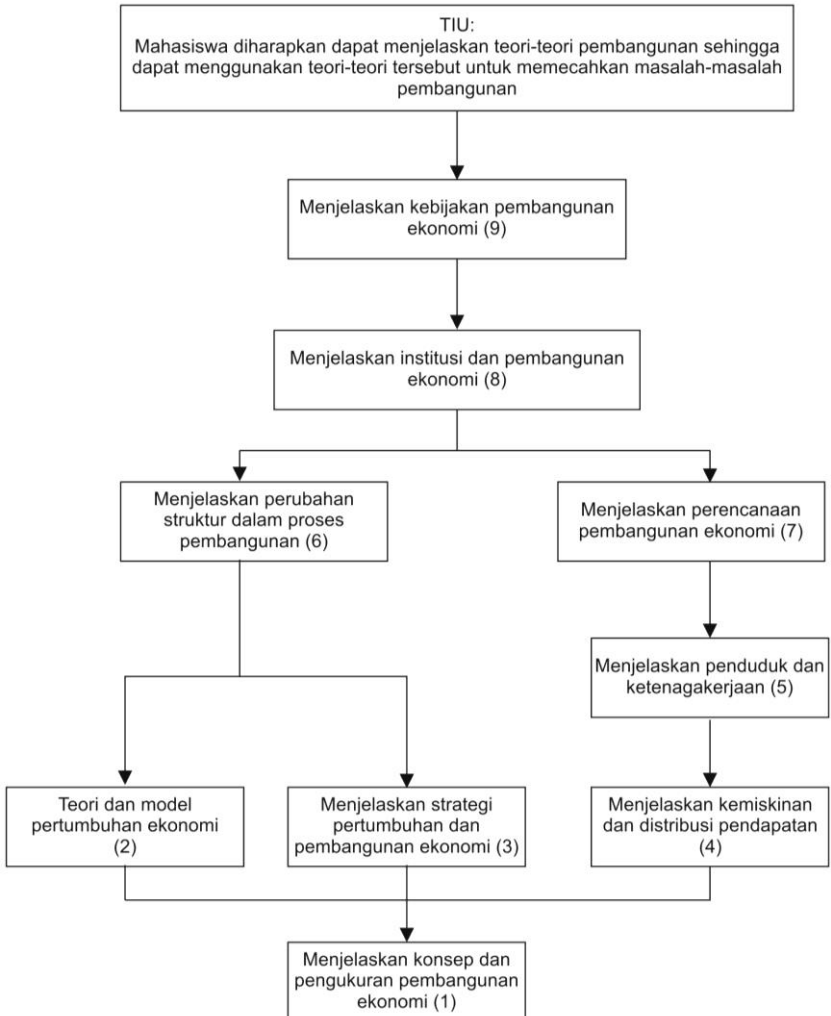 TIU:
Mahasiswa diharapkan dapat menjelaskan teori-teori pembangunan sehingga
dapat menggunakan teori-teori tersebut untuk memecahkan masalah-masalah
pembangunan
Menjelaskan kebijakan pembangunan
ekonomi (9)
Menjelaskan institusi dan pembangunan
ekonomi (8)
Menjelaskan perubahan
struktur dalam proses
pembangunan (6)
Menjelaskan perencanaan
pembangunan ekonomi (7)
Menjelaskan penduduk dan
ketenagakerjaan (5)
Teori dan model
pertumbuhan ekonomi
(2)
Menjelaskan strategi
pertumbuhan dan
pembangunan ekonomi (3)
Menjelaskan kemiskinan
dan distribusi pendapatan
(4)
Menjelaskan konsep dan
pengukuran pembangunan
ekonomi (1)